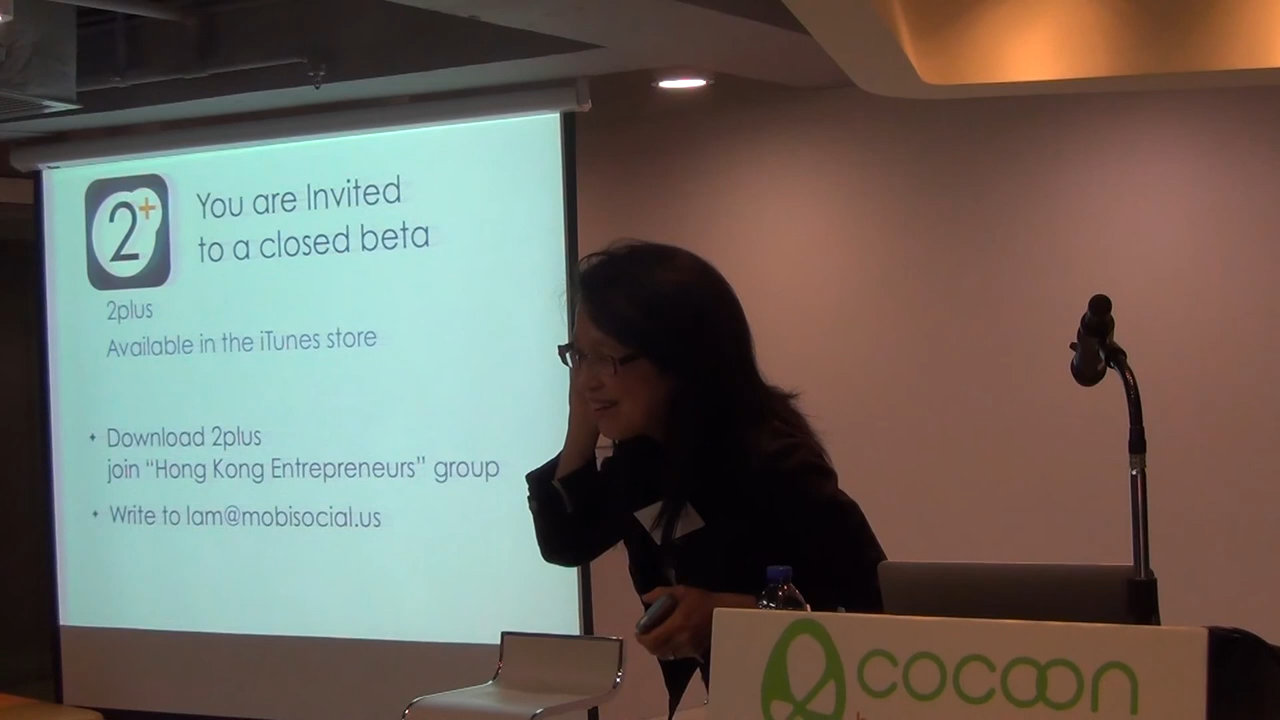 2+
You are Invited
to a closed beta
2plus
Available in the iTunes store
Download 2plus
join “Hong Kong Entrepreneurs” group
Write to lam@mobisocial.us
cocoon